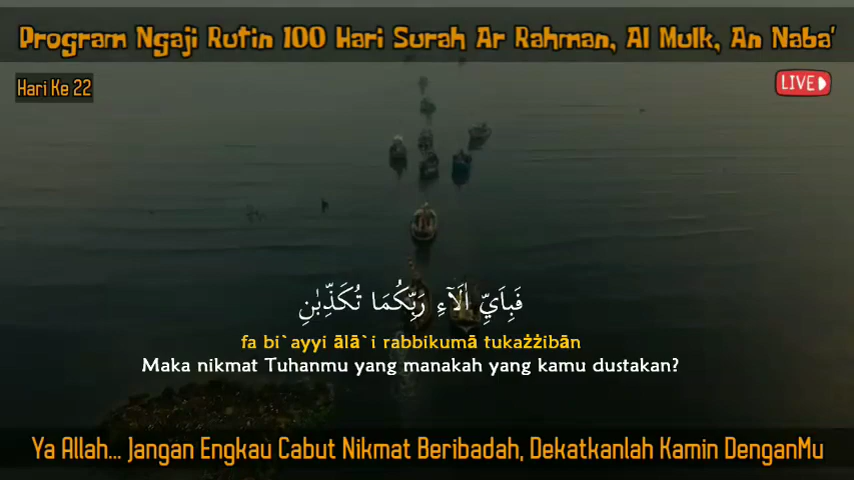 Program Ngaji Rutin 100 Hari Surah Ar Rahman, Al Mulk, An Naba'
Hari Ke 22
LIVE
فَبِاَيِّ اٰلَاۤءِ رَبِّكُمَا تُكَذِّبٰنِ
fa bi`ayyi ālā`i rabbikumā tukażżibān
Maka nikmat Tuhanmu yang manakah yang kamu dustakan?
Ya Allah... Jangan Engkau Cabut Nikmat Beribadah, Dekatkanlah Kamin DenganMu